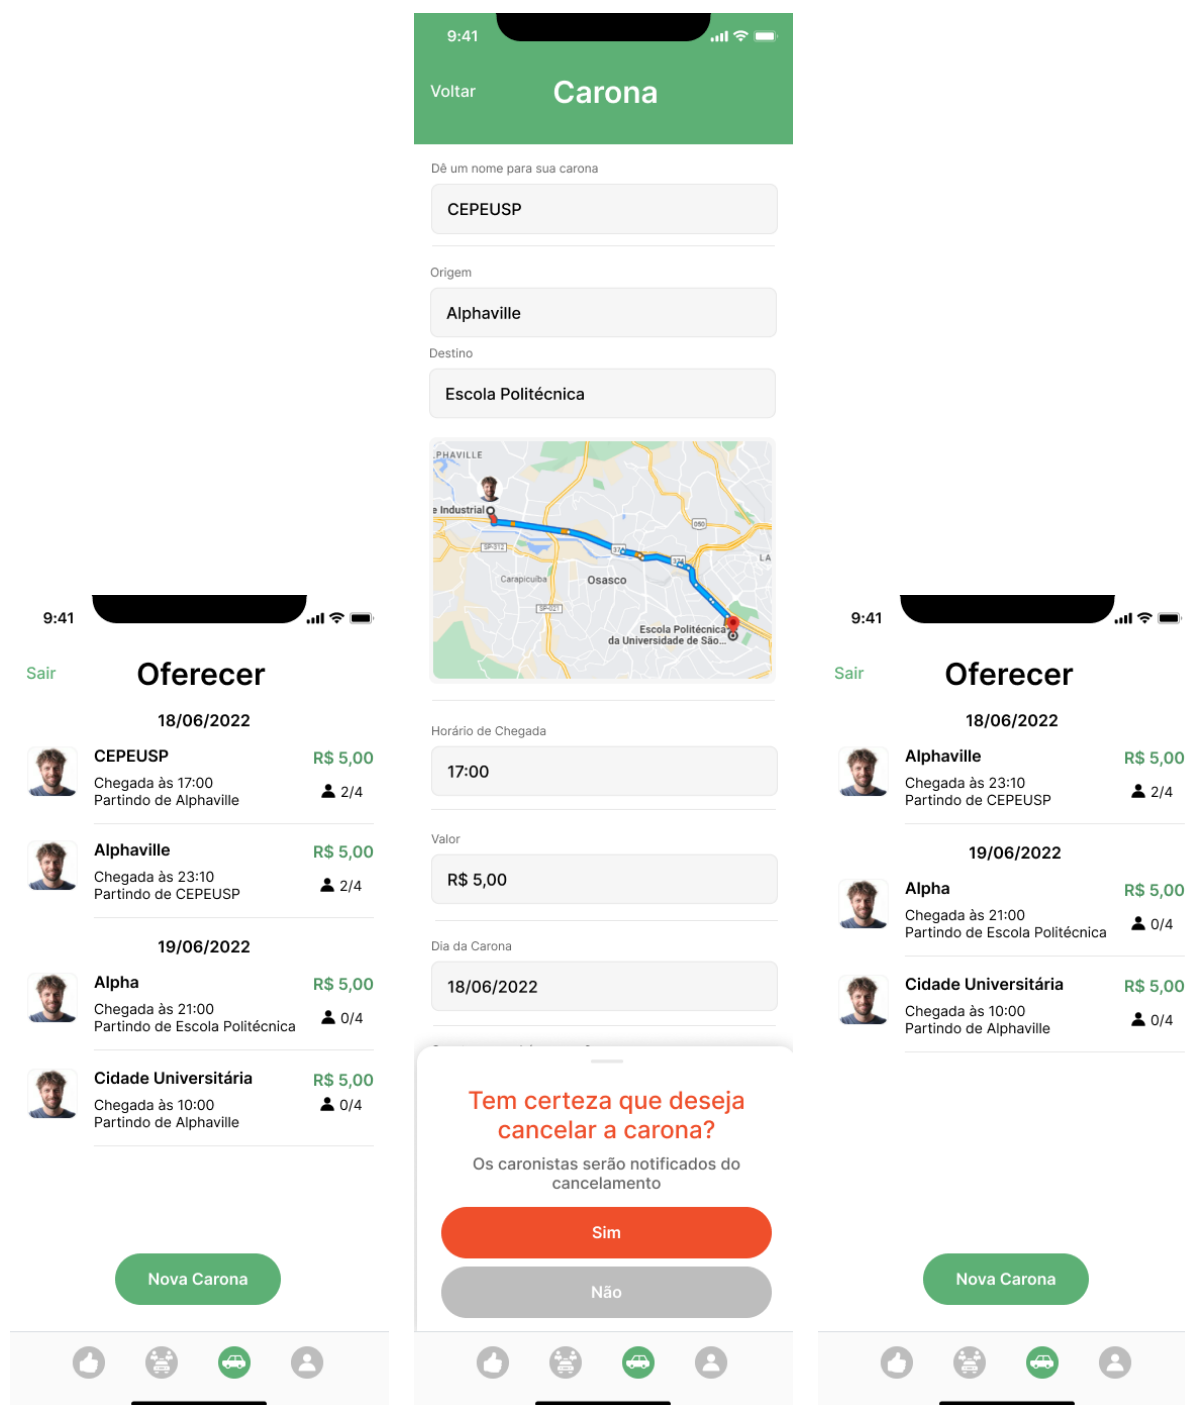 9:41
Sair
Oferecer
18/06/2022
CEPEUSP
R$ 5,00
Chegada às 17:00
Partindo de Alphaville
2/4
Alphaville
R$ 5,00
Chegada às 23:10
Partindo de CEPEUSP
2/4
19/06/2022
Alpha
R$ 5,00
Chegada às 21:00
Partindo de Escola Politécnica
0/4
Cidade Universitária
R$ 5,00
Chegada às 10:00
Partindo de Alphaville
0/4
Nova Carona
9:41
Voltar
Carona
Dê um nome para sua carona
CEPEUSP
Origem
Alphaville
Destino
Escola Politécnica
PHAVILLE
e Industrial
050
SP-312
374
374
LA
Carapicuíba
Osasco
SP-021
Escola Politécnica
da Universidade de São...
Horário de Chegada
17:00
Valor
R$ 5,00
Dia da Carona
18/06/2022
Tem certeza que deseja
cancelar a carona?
Os caronistas serão notificados do
cancelamento
Sim
Não
9:41
Sair
Oferecer
18/06/2022
Alphaville
R$ 5,00
Chegada às 23:10
Partindo de CEPEUSP
2/4
19/06/2022
Alpha
R$ 5,00
Chegada às 21:00
Partindo de Escola Politécnica
0/4
Cidade Universitária
R$ 5,00
Chegada às 10:00
Partindo de Alphaville
0/4
Nova Carona